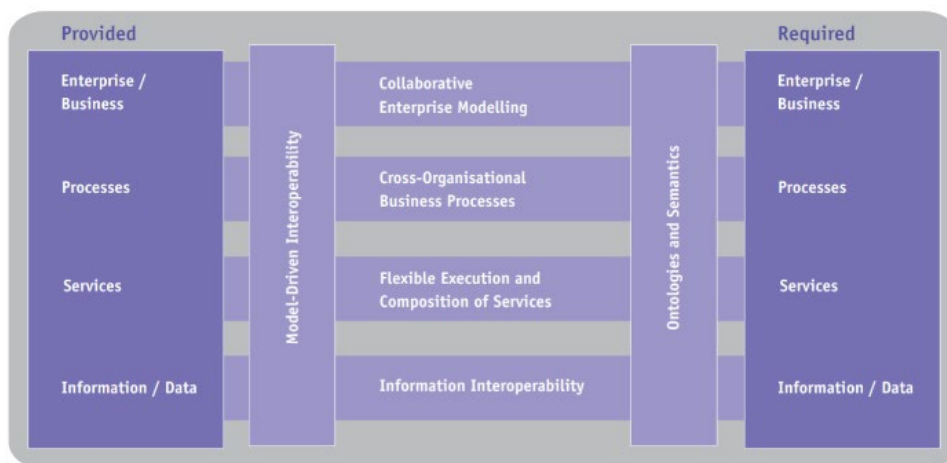 Provided
Required
Enterprise /
Business
Processes
Services
Information / Data
Model-Driven Interoperability
Collaborative
Enterprise Modelling
Cross-Organisational
Business Processes
Flexible Execution and
Composition of Services
Information Interoperability
Ontologies and Semantics
Enterprise /
Business
Processes
Services
Information / Data